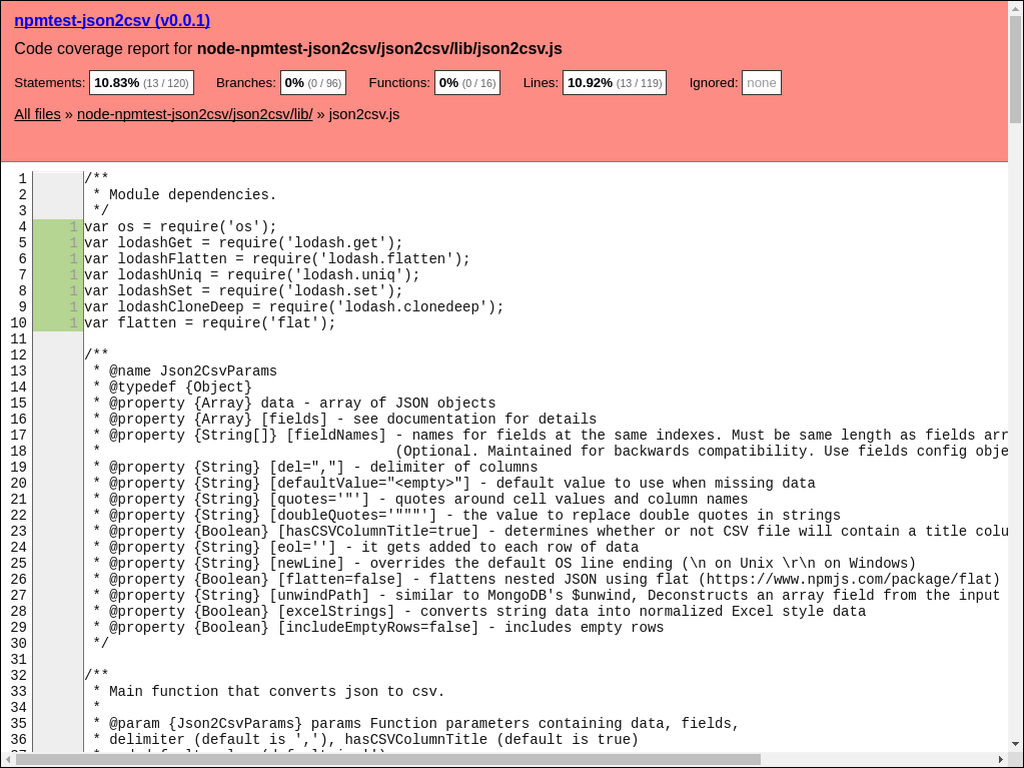 npmtest-json2csv (v0.0.1)
Code coverage report for node-npmtest-json2csv/json2csv/lib/json2csv.js
Statements: 10.83% (13 / 120) Branches: 0% (0 / 96) Functions: 0% (0 / 16) Lines: 10.92% (13 / 119) Ignored: none
All files » node-npmtest-json2csv/json2csv/lib/ » json2csv.js
1 /**
2  * Module dependencies.
3  */
4 1 var os = require('os');
5 1 var lodashGet = require('lodash.get');
6 1 var lodashFlatten = require('lodash.flatten');
7 1 var lodashUniq = require('lodash.uniq');
8 1 var lodashSet = require('lodash.set');
9 1 var lodashCloneDeep = require('lodash.clonedeep');
10 1 var flatten = require('flat');
11
12 /**
13  * @name Json2CsvParams
14  * @typedef {Object}
15  * @property {Array} data - array of JSON objects
16  * @property {Array} [fields] - see documentation for details
17  * @property {String[]} [fieldNames] - names for fields at the same indexes. Must be same length as fields arr
18  *                                   (Optional. Maintained for backwards compatibility. Use fields config obje
19  * @property {String} [del=","] - delimiter of columns
20  * @property {String} [defaultValue="<empty>"] - default value to use when missing data
21  * @property {String} [quotes='"'] - quotes around cell values and column names
22  * @property {String} [doubleQuotes='"""'] - the value to replace double quotes in strings
23  * @property {Boolean} [hasCSVColumnTitle=true] - determines whether or not CSV file will contain a title colu
24  * @property {String} [eol=''] - it gets added to each row of data
25  * @property {String} [newLine] - overrides the default OS line ending (\n on Unix \r\n on Windows)
26  * @property {Boolean} [flatten=false] - flattens nested JSON using flat (https://www.npmjs.com/package/flat)
27  * @property {String} [unwindPath] - similar to MongoDB's $unwind, Deconstructs an array field from the input
28  * @property {Boolean} [excelStrings] - converts string data into normalized Excel style data
29  * @property {Boolean} [includeEmptyRows=false] - includes empty rows
30  */
31
32 /**
33  * Main function that converts json to csv.
34  *
35  * @param {Json2CsvParams} params Function parameters containing data, fields,
36  * delimiter (default is ','), hasCSVColumnTitle (default is true)